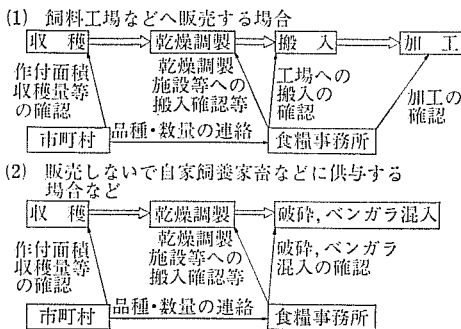 (1) 飼料工場などへ販売する場合
収穫 乾燥調製 搬入 加工
作付面積
収穫量等
の確認
乾燥調製
施設等への
搬入確認等
工場への
搬入の
確認
加工の
確認
市町村 品種・数量の連絡 食糧事務所
(2) 販売しないで自家飼養家畜などに供与する
場合など
収穫 乾燥調製 破砕,ベンガラ混入
作付面積
収穫量等
の確認
乾燥調製
施設等への
搬入確認等
破砕,ベンガラ
混入の確認
市町村 品種・数量の連絡 食糧事務所